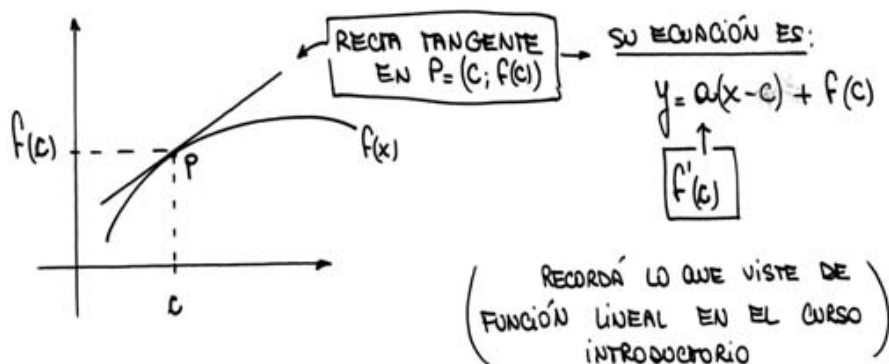 RECTA TANGENTE
EN P=(C; f(c))
SU ECUACIÓN ES:
y= a(x-c) + f(c)
f'(c)
f(c)
P
f(x)
c
(RECORDÁ LO QUE VISTE DE
FUNCIÓN LINEAL EN EL CURSO
INTRODUCTORIO)